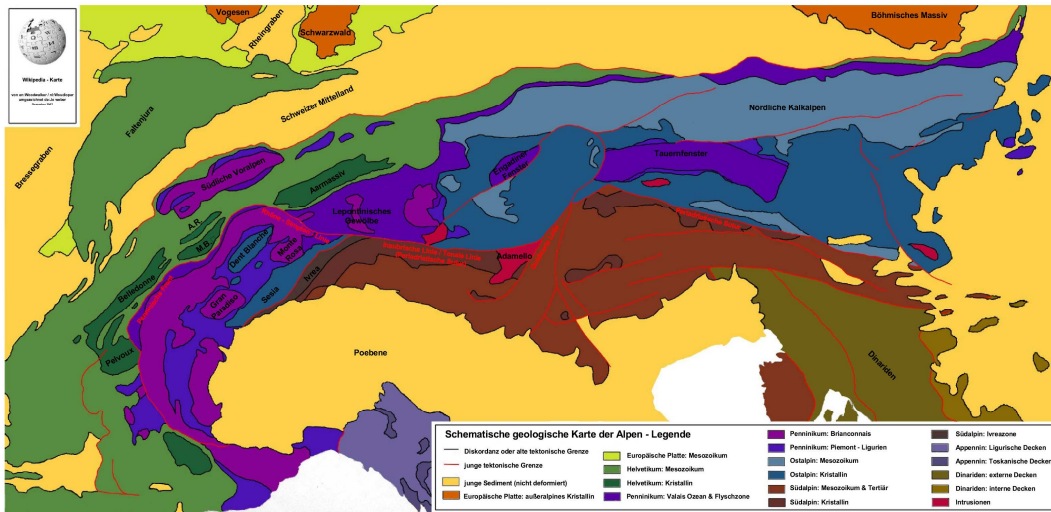 Wikipedia - Karte
Vogesen
Rheingraben
Schwarzwald
Böhmisches Massiv
Faltenjura
Schweizer Mittelland
Bressegraben
Nördliche Kalkalpen
Südliche Voralpen
Aarmassiv
Engadiner
Fenster
Tauernfenster
Lepontinisches
Gewölbe
A.R.
M.B.
Dent Blanche
Monte
Rosa
Belledonne
Gran
Paradiso
Sesia
Ivrea
Adamello
Pelvoux
Poebene
Dinariden
Schematische geologische Karte der Alpen - Legende
Diskordanz oder alte tektonische Grenze
junge tektonische Grenze
junge Sediment (nicht deformiert)
Europäische Platte: außeralpines Kristallin
Europäische Platte: Mesozoikum
Helvetikum: Mesozoikum
Helvetikum: Kristallin
Penninikum: Valais Ozean & Flyschzone
Penninikum: Brianconnais
Penninikum: Piemont - Ligurien
Ostalpin: Mesozoikum
Ostalpin: Kristallin
Südalpin: Mesozoikum & Tertiär
Südalpin: Kristallin
Südalpin: Ivreazone
Appennin: Ligurische Decken
Appennin: Toskanische Decken
Dinariden: externe Decken
Dinariden: interne Decken
Intrusionen